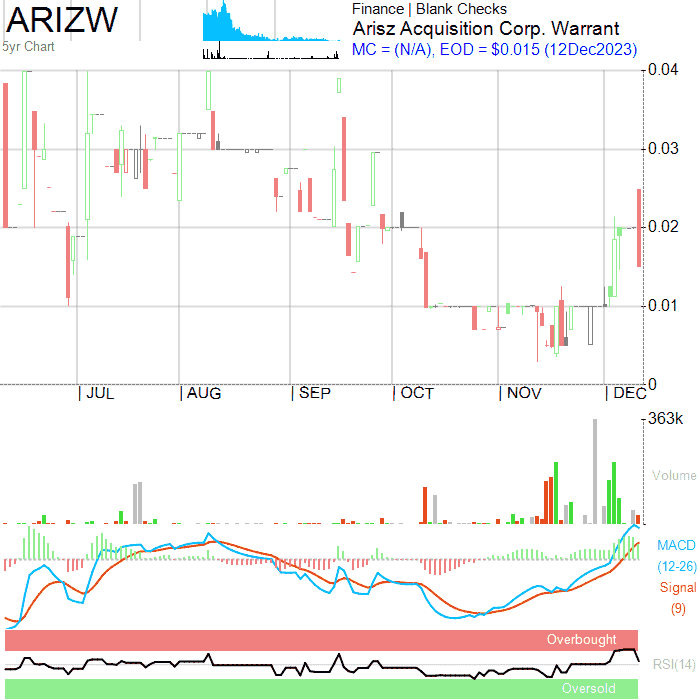 ARIZW
5yr Chart
Finance | Blank Checks
Arisz Acquisition Corp. Warrant
MC = (N/A), EOD = $0.015 (12Dec2023)
0.04
0.03
0.02
0.01
0
| JUL | AUG | SEP | OCT | NOV | DEC
363k
Volume
MACD
(12-26)
Signal
(9)
Overbought
RSI(14)
Oversold